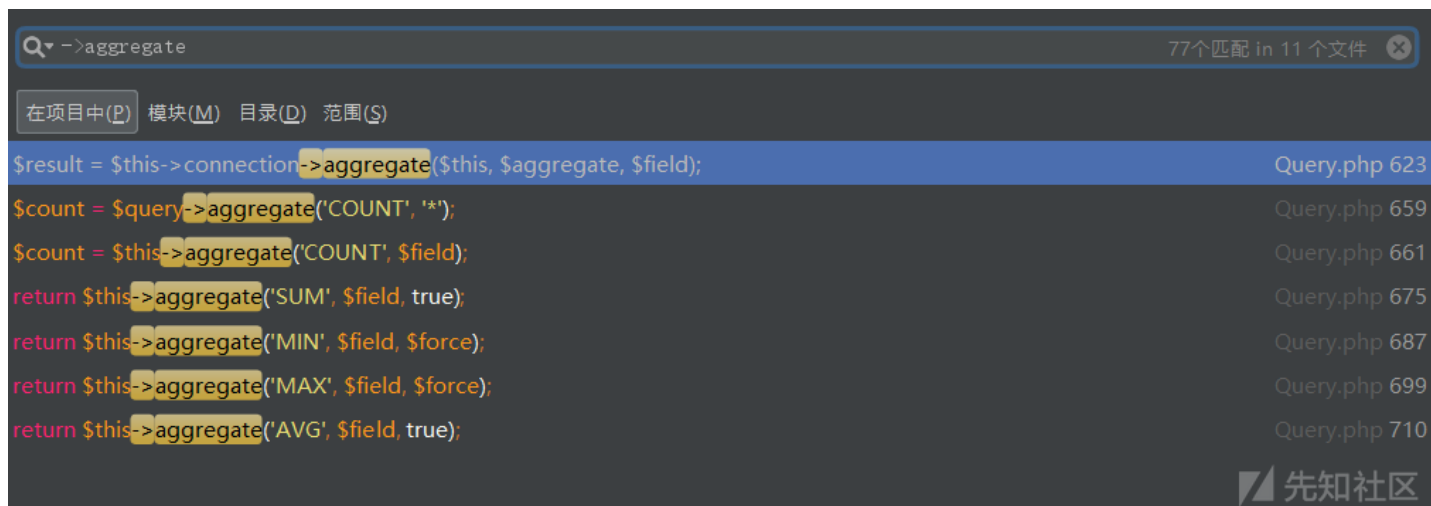 ->aggregate 77个匹配 in 11 个文件
在项目中(P) 模块(M) 目录(D) 范围(S)
$result = $this->connection->aggregate($this, $aggregate, $field); Query.php 623
$count = $query->aggregate('COUNT', '*'); Query.php 659
$count = $this->aggregate('COUNT', $field); Query.php 661
return $this->aggregate('SUM', $field, true); Query.php 675
return $this->aggregate('MIN', $field, $force); Query.php 687
return $this->aggregate('MAX', $field, $force); Query.php 699
return $this->aggregate('AVG', $field, true); Query.php 710
先知社区